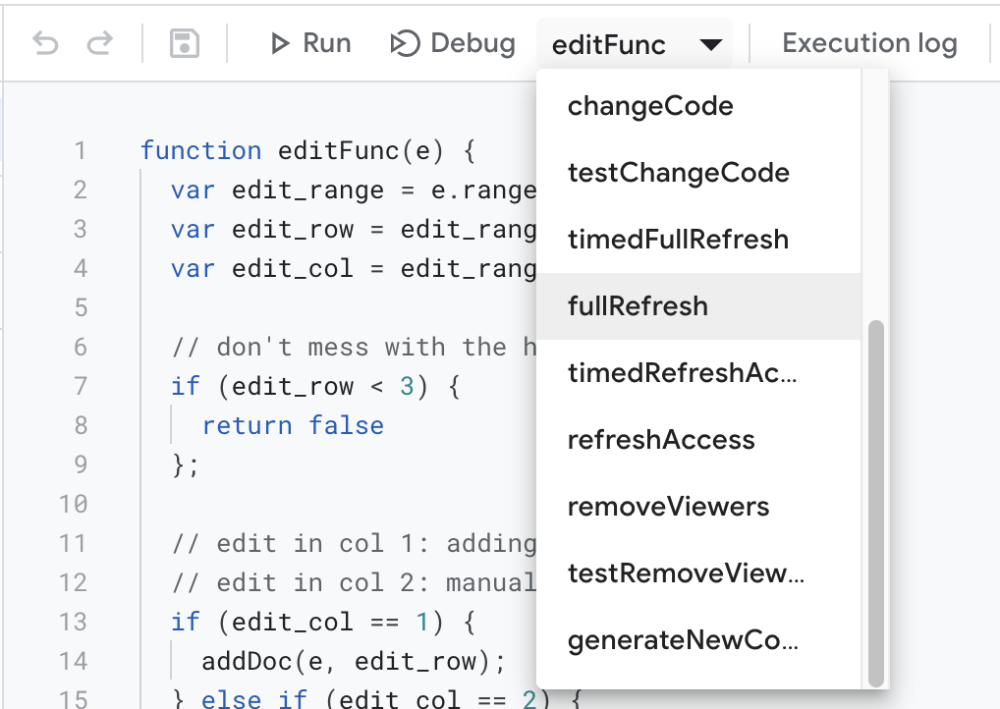 Run Debug editFunc Execution log
changeCode
testChangeCode
timedFullRefresh
fullRefresh
timedRefreshAc...
refreshAccess
removeViewers
testRemoveView...
generateNewCo...
1 function editFunc(e) {
2 var edit_range = e.range
3 var edit_row = edit_rang
4 var edit_col = edit_rang
5
6 // don't mess with the h
7 if (edit_row < 3) {
8 return false
9 };
10
11 // edit in col 1: adding
12 // edit in col 2: manual
13 if (edit_col == 1) {
14 addDoc(e, edit_row);
15 } else if (edit_col == 2) {